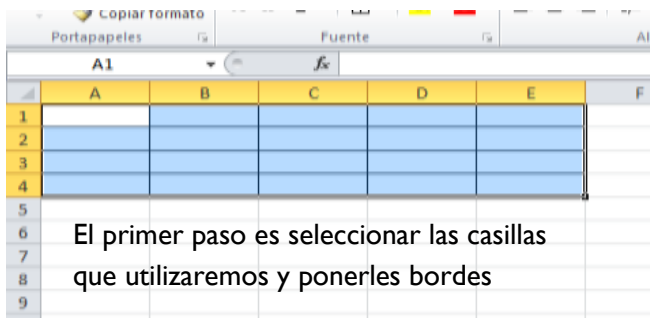 Copiar formato
Portapapeles Fuente Al
A1 fx
A B C D E F
1
2
3
4
5
6
7
8
9
El primer paso es seleccionar las casillas
que utilizaremos y ponerles bordes